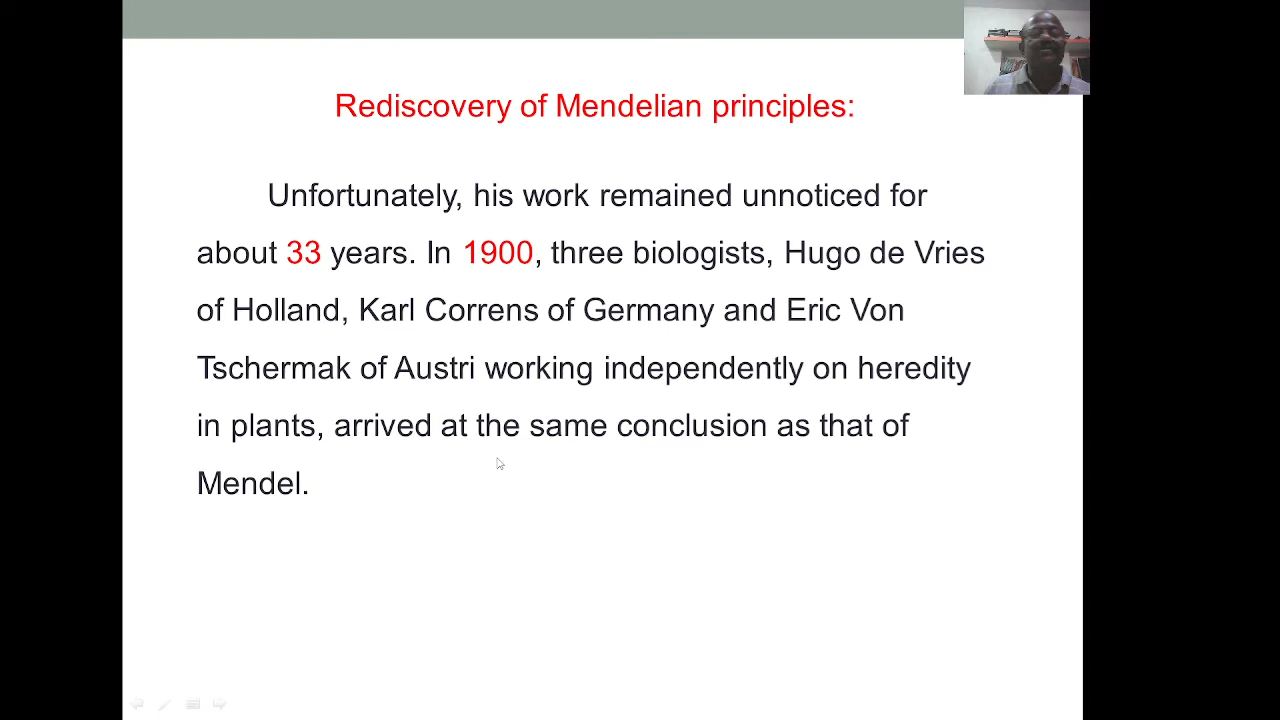 Rediscovery of Mendelian principles:
Unfortunately, his work remained unnoticed for
about 33 years. In 1900, three biologists, Hugo de Vries
of Holland, Karl Correns of Germany and Eric Von
Tschermak of Austri working independently on heredity
in plants, arrived at the same conclusion as that of
Mendel.